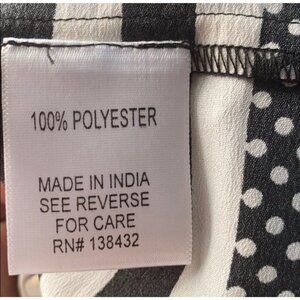 100% POLYESTER
MADE IN INDIA
SEE REVERSE
FOR CARE
RN# 138432